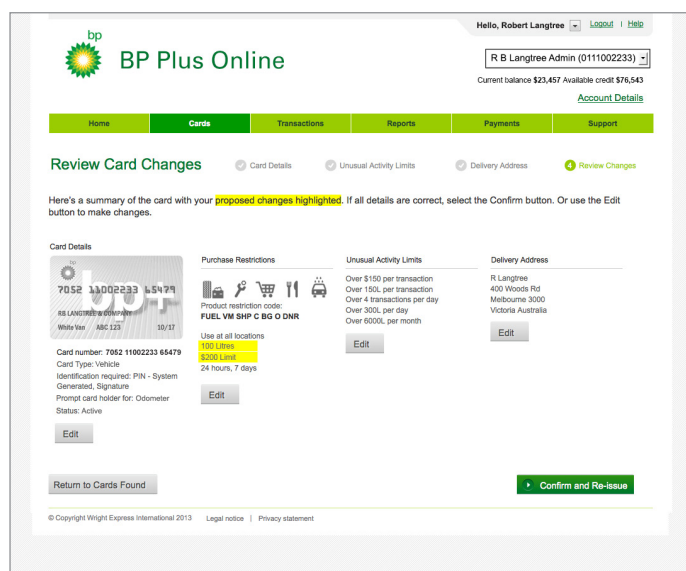 Hello, Robert Langtree Logout | Help
bp
BP Plus Online
R B Langtree Admin (0111002233)
Current balance $23,457 Available credit $76,543
Account Details
Home Cards Transactions Reports Payments Support
Review Card Changes Card Details Unusual Activity Limits Delivery Address 4 Review Changes
Here's a summary of the card with your proposed changes highlighted. If all details are correct, select the Confirm button. Or use the Edit
button to make changes.
Card Details
bp
bp+
7052 11002233 65479
RB LANGTREE & COMPANY
White Van ABC 123 10/17
Card number: 7052 11002233 65479
Card Type: Vehicle
Identification required: PIN - System
Generated, Signature
Prompt card holder for: Odometer
Status: Active
Edit
Purchase Restrictions
Product restriction code:
FUEL VM SHP C BG O DNR
Use at all locations
100 Litres
$200 Limit
24 hours, 7 days
Edit
Unusual Activity Limits
Over $150 per transaction
Over 150L per transaction
Over 4 transactions per day
Over 300L per day
Over 6000L per month
Edit
Delivery Address
R Langtree
400 Woods Rd
Melbourne 3000
Victoria Australia
Edit
Return to Cards Found
Confirm and Re-issue
© Copyright Wright Express International 2013 Legal notice | Privacy statement